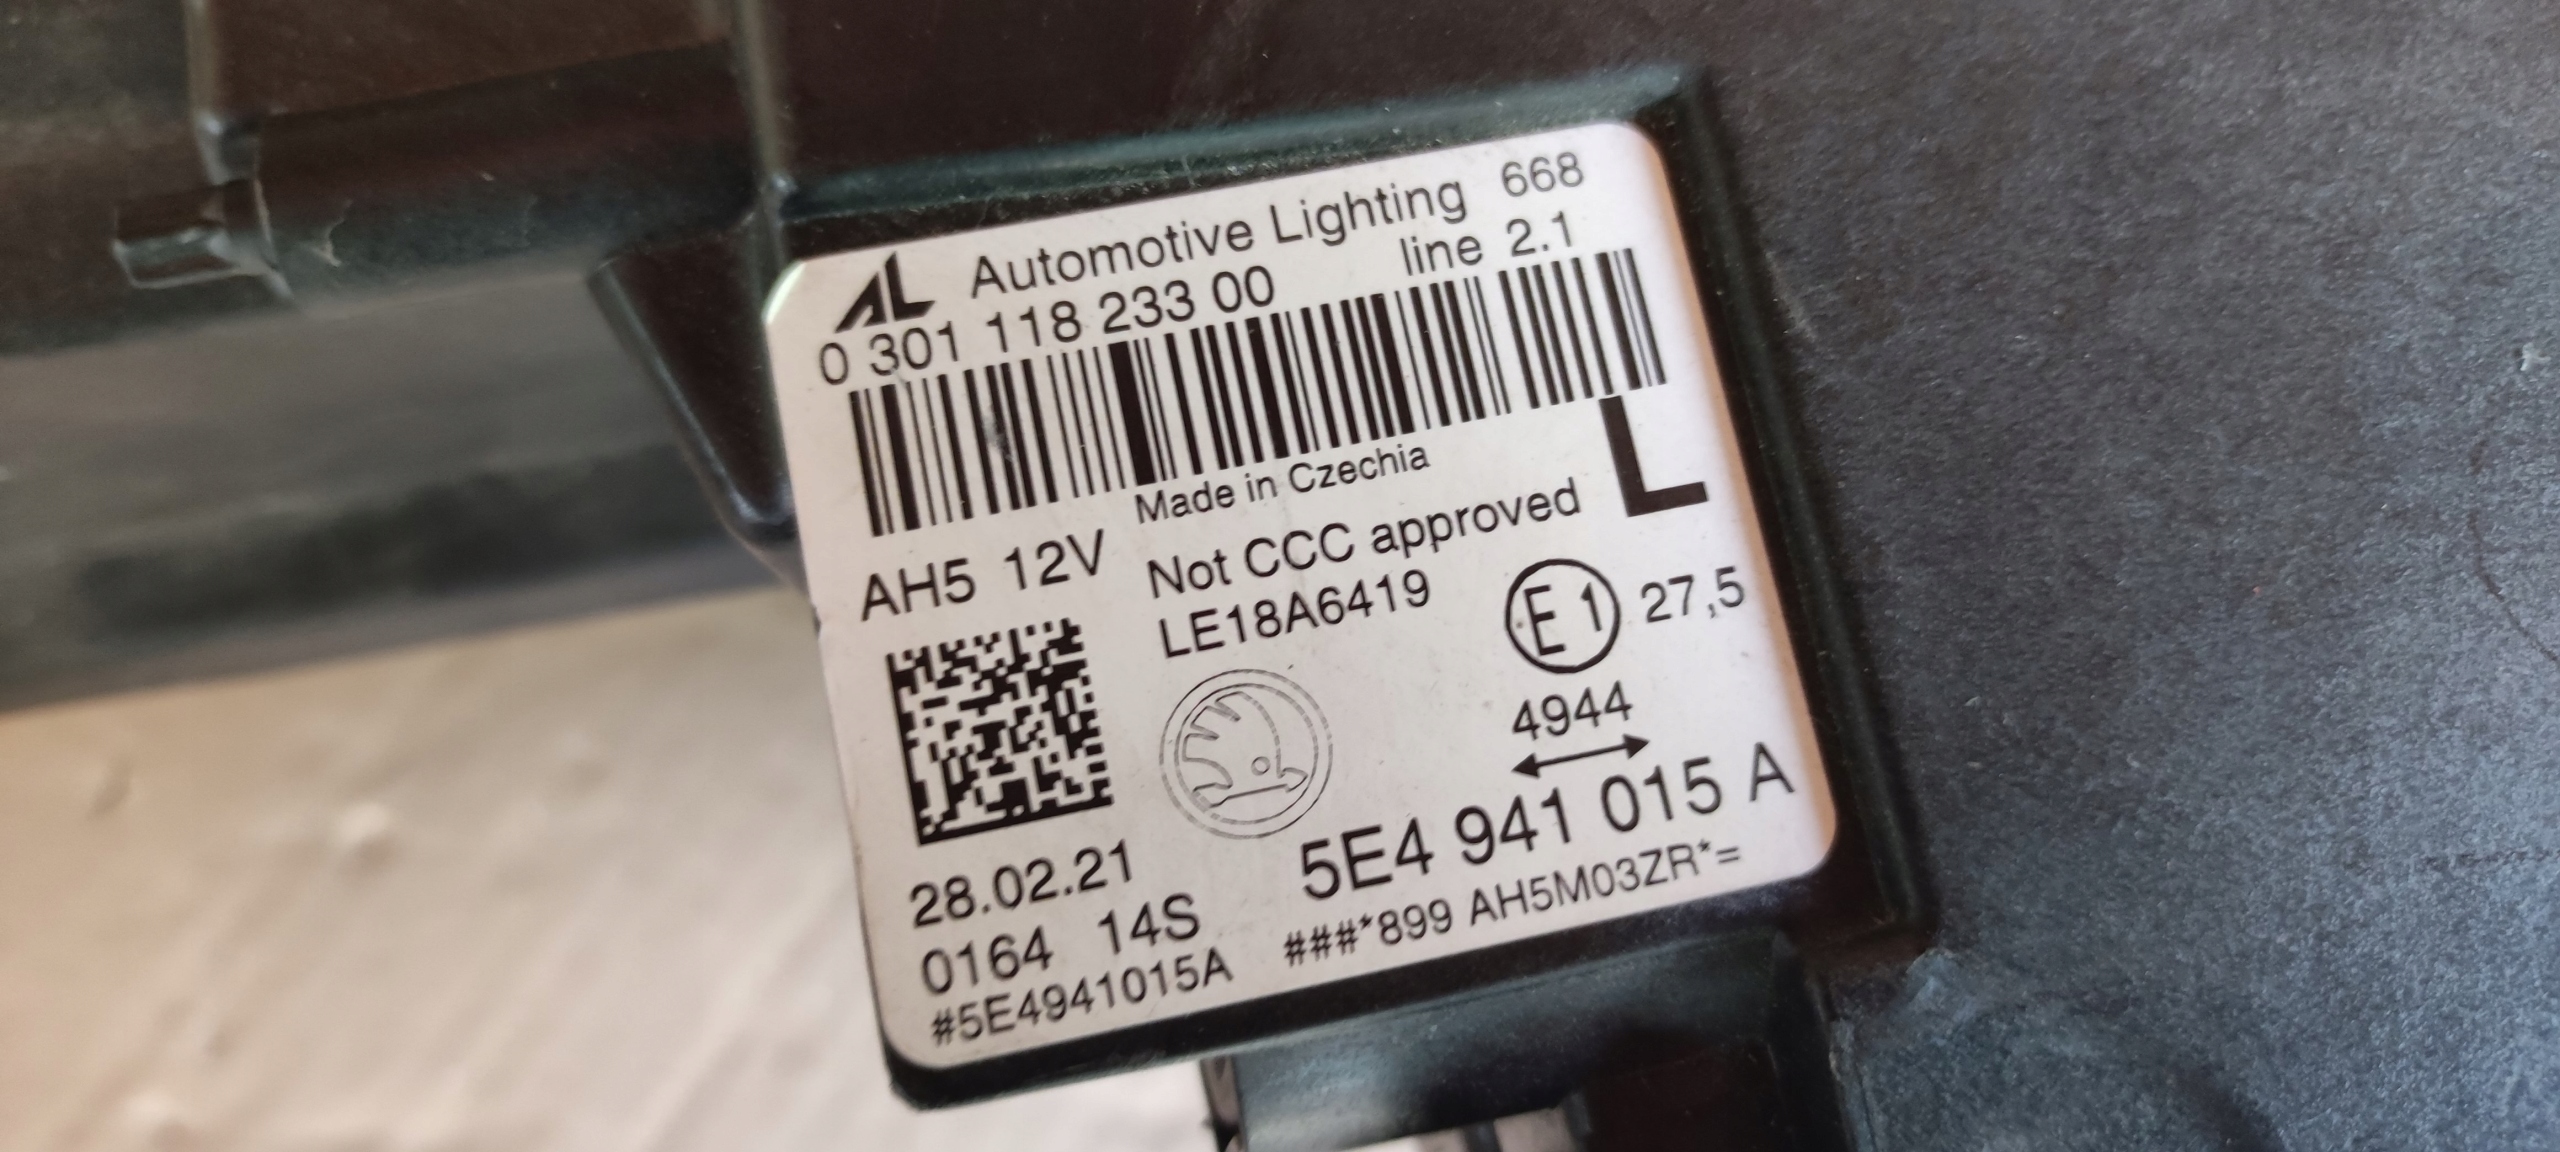 AL Automotive Lighting 668
0 301 118 233 00 line 2.1
Made in Czechia
L
AH5 12V Not CCC approved
LE18A6419
E1 27,5
4944
28.02.21
5E4 941 015 A
0164 14S
#5E4941015A ###*899 AH5M03ZR*=